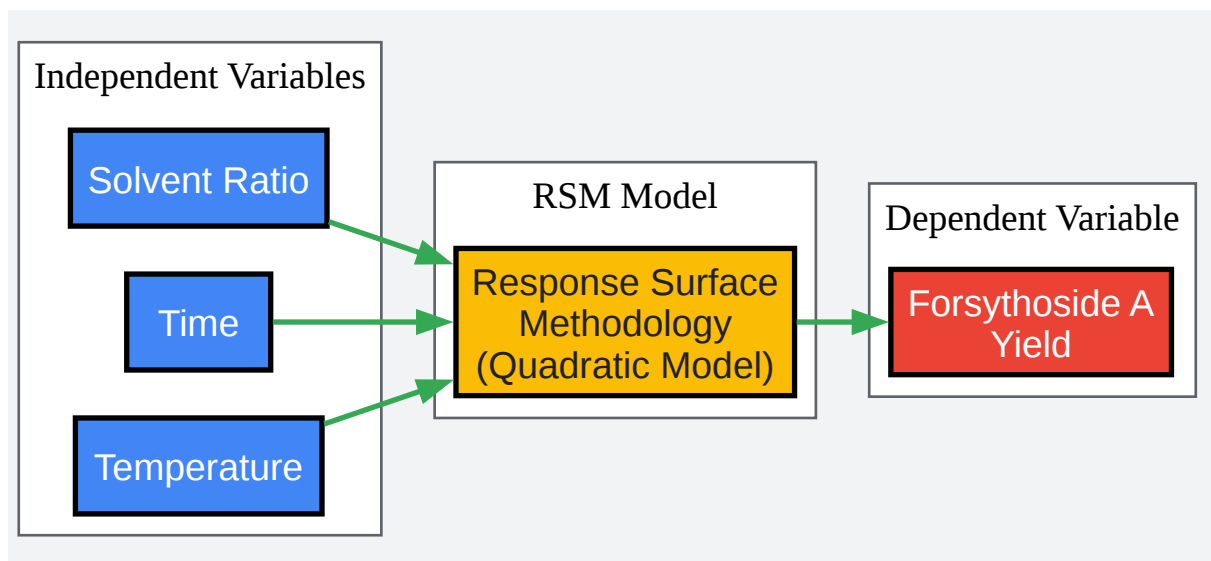 Independent Variables
Solvent Ratio
Time
Temperature
RSM Model
Response Surface
Methodology
(Quadratic Model)
Dependent Variable
Forsythoside A
Yield